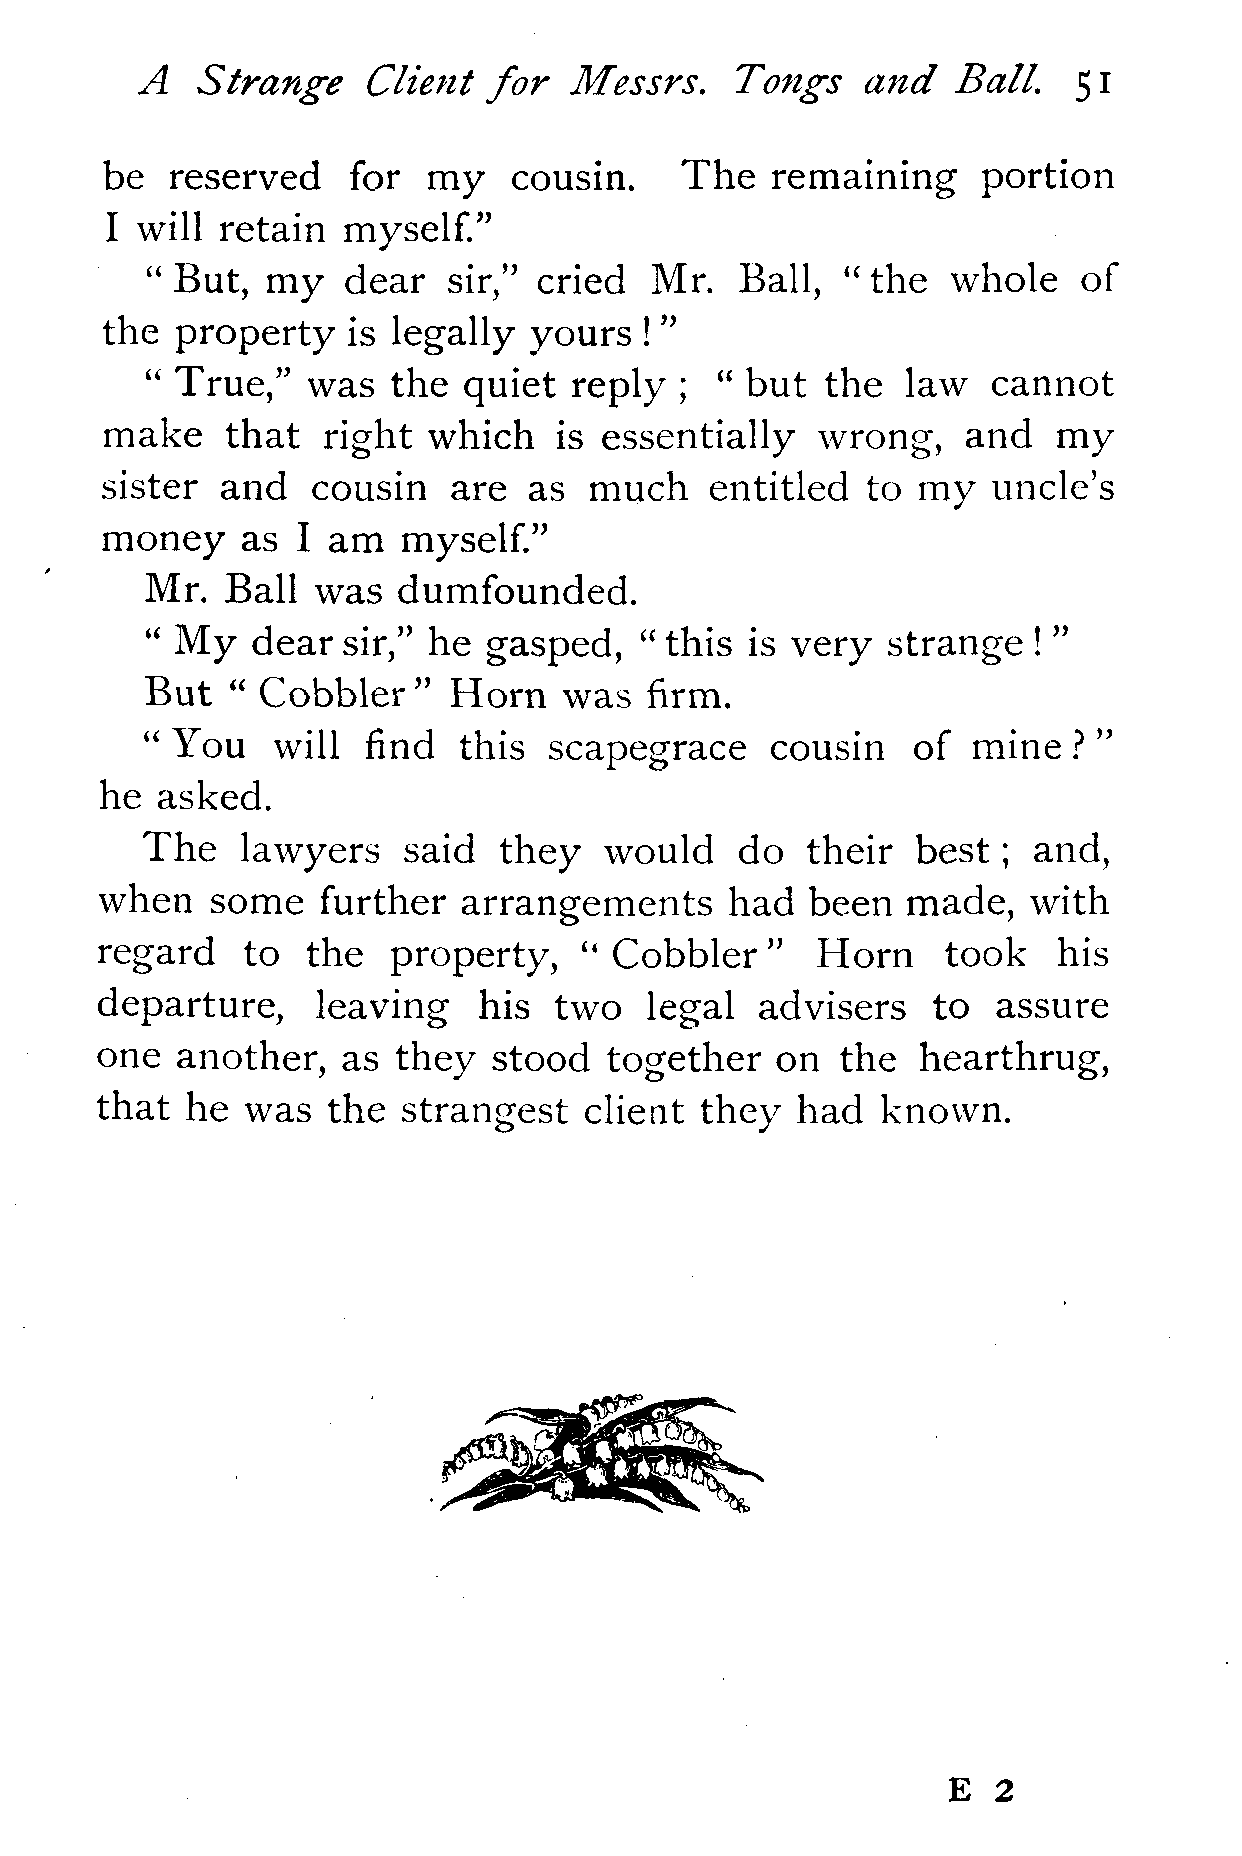 A Strange Client for Messrs. Tongs and Ball. 51
be reserved for my cousin. The remaining portion
I will retain myself.”
“ But, my dear sir,” cried Mr. Ball, “ the whole of
the property is legally yours ! ”
“ True,” was the quiet reply ; “ but the law cannot
make that right which is essentially wrong, and my
sister and cousin are as much entitled to my uncle’s
money as I am myself.”
Mr. Ball was dumfounded.
“ My dear sir,” he gasped, “ this is very strange ! ”
But “ Cobbler ” Horn was firm.
“ You will find this scapegrace cousin of mine ? ”
he asked.
The lawyers said they would do their best ; and,
when some further arrangements had been made, with
regard to the property, “ Cobbler ” Horn took his
departure, leaving his two legal advisers to assure
one another, as they stood together on the hearthrug,
that he was the strangest client they had known.
E 2